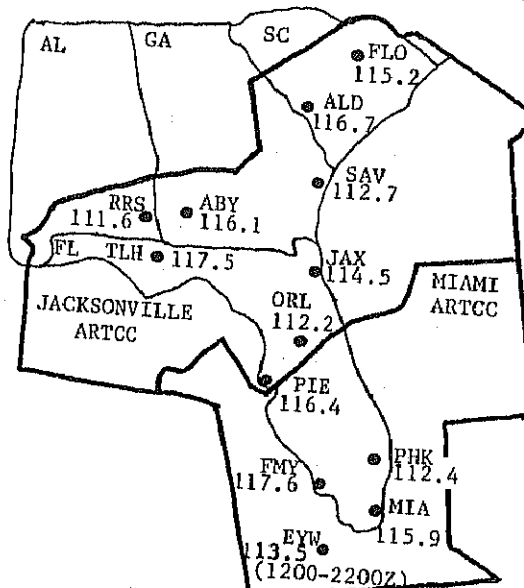 AL
GA
SC
FLO
115.2
ALD
116.7
SAV
112.7
RRS
111.6
ABY
116.1
FL
TLH
117.5
JAX
114.5
JACKSONVILLE
ARTCC
ORL
112.2
MIAMI
ARTCC
PIE
116.4
PHK
112.4
FMY
117.6
MIA
115.9
EYW
113.5
(1200-2200Z)